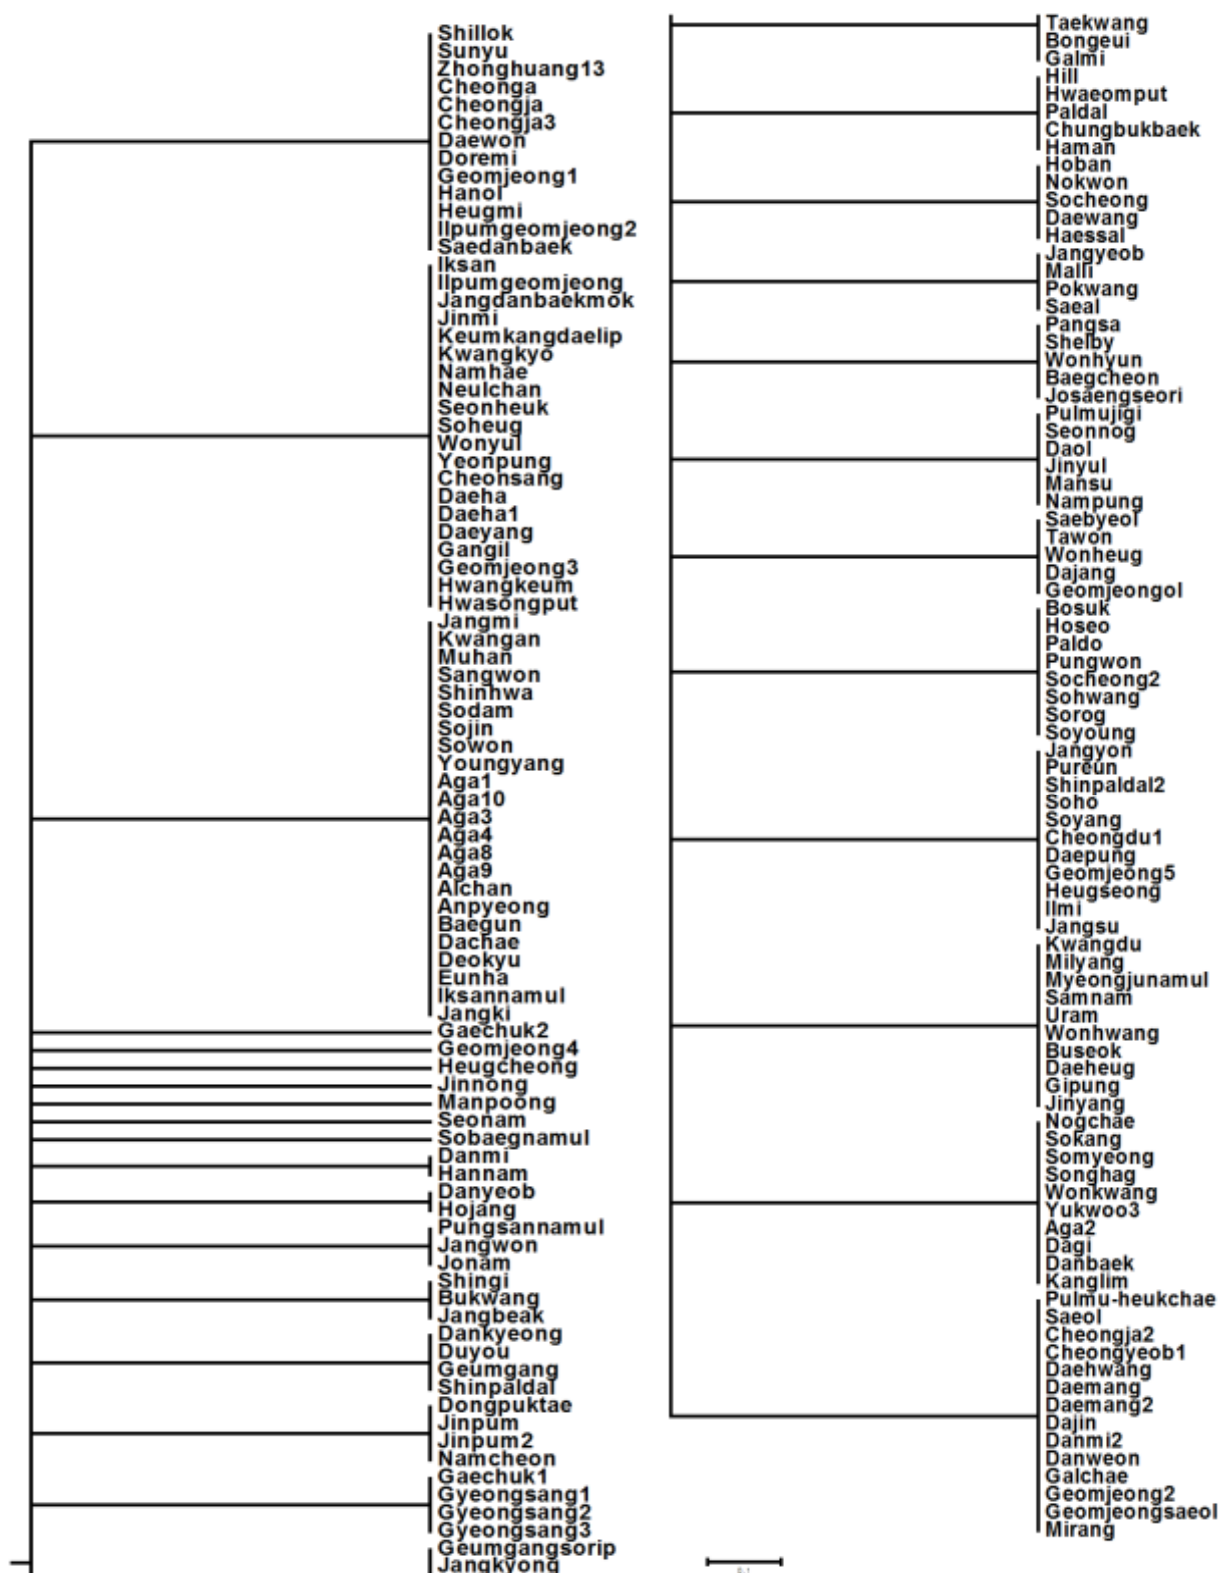 Shillok
Sunyu
Zhonghuang13
Cheonga
Cheongja
Cheongja3
Daewon
Doremi
Geomjeong1
Hanol
Heugmi
Ilpumgeomjeong2
Saedanbaek
Iksan
Ilpumgeomjeong
Jangdanbaekmok
Jinmi
Keumkangdaelip
Kwangkyo
Namhae
Neulchan
Seonheuk
Soheug
Wonyul
Yeonpung
Cheonsang
Daeha
Daeha1
Daeyang
Gangil
Geomjeong3
Hwangkeum
Hwasongput
Jangmi
Kwangan
Muhan
Sangwon
Shinhwa
Sodam
Sojin
Sowon
Youngyang
Aga1
Aga10
Aga3
Aga4
Aga8
Aga9
Alchan
Anpyeong
Baegun
Dachae
Deokyu
Eunha
Iksannamul
Jangki
Gaechuk2
Geomjeong4
Heugcheong
Jinnong
Manpoong
Seonam
Sobaegnamul
Danmi
Hannam
Danyeob
Hojang
Pungsannamul
Jangwon
Jonam
Shingi
Bukwang
Jangbeak
Dankyeong
Duyou
Geumgang
Shinpaldal
Dongpuktae
Jinpum
Jinpum2
Namcheon
Gaechuk1
Gyeongsang1
Gyeongsang2
Gyeongsang3
Geumgangsorip
Jangkyong
Taekwang
Bongeui
Galmi
Hill
Hwaeomput
Paldal
Chungbukbaek
Haman
Hoban
Nokwon
Socheong
Daewang
Haessal
Jangyeob
Malli
Pokwang
Saeal
Pangsa
Shelby
Wonhyun
Baegcheon
Josaengseori
Pulmujigi
Seonnog
Daol
Jinyul
Mansu
Nampung
Saebyeol
Tawon
Wonheug
Dajang
Geomjeongol
Bosuk
Hoseo
Paldo
Pungwon
Socheong2
Sohwang
Sorog
Soyoung
Jangyon
Pureun
Shinpaldal2
Soho
Soyang
Cheongdu1
Daepung
Geomjeong5
Heugseong
Ilmi
Jangsu
Kwangdu
Milyang
Myeongjunamul
Samnam
Uram
Wonhwang
Buseok
Daeheug
Gipung
Jinyang
Nogchae
Sokang
Somyeong
Songhag
Wonkwang
Yukwoo3
Aga2
Dagi
Danbaek
Kanglim
Pulmu-heukchae
Saeol
Cheongja2
Cheongyeob1
Daehwang
Daemang
Daemang2
Dajin
Danmi2
Danweon
Galchae
Geomjeong2
Geomjeongsaeol
Mirang
0.1